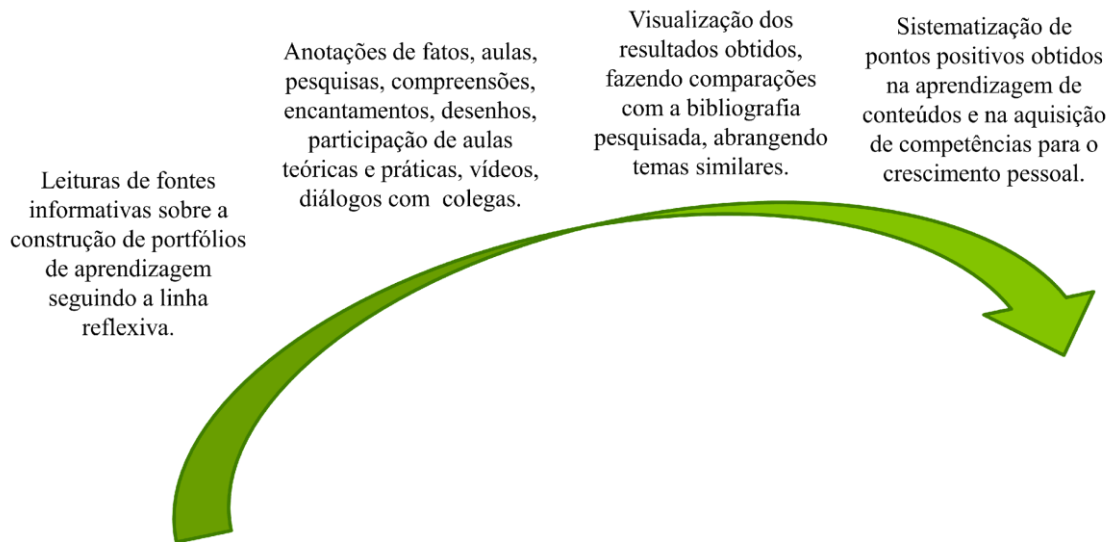 Leituras de fontes
informativas sobre a
construção de portfólios
de aprendizagem
seguindo a linha
reflexiva.
Anotações de fatos, aulas,
pesquisas, compreensões,
encantamentos, desenhos,
participação de aulas
teóricas e práticas, vídeos,
diálogos com  colegas.
Visualização dos
resultados obtidos,
fazendo comparações
com a bibliografia
pesquisada, abrangendo
temas similares.
Sistematização de
pontos positivos obtidos
na aprendizagem de
conteúdos e na aquisição
de competências para o
crescimento pessoal.